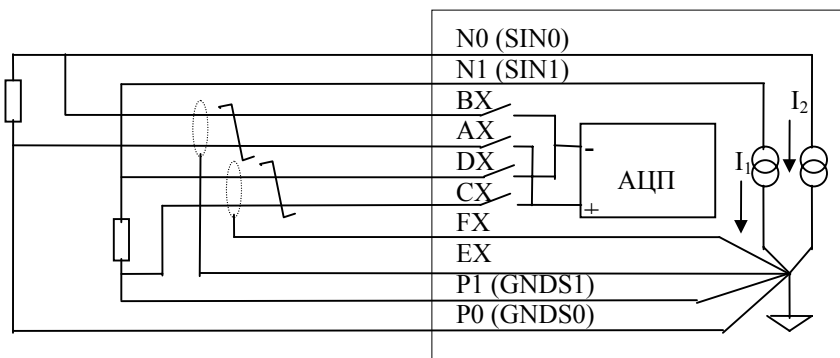 N0 (SIN0)
N1 (SIN1)
BX
I₂
AX
-
DX
I₁
АЦП
CX
+
FX
EX
P1 (GNDS1)
P0 (GNDS0)